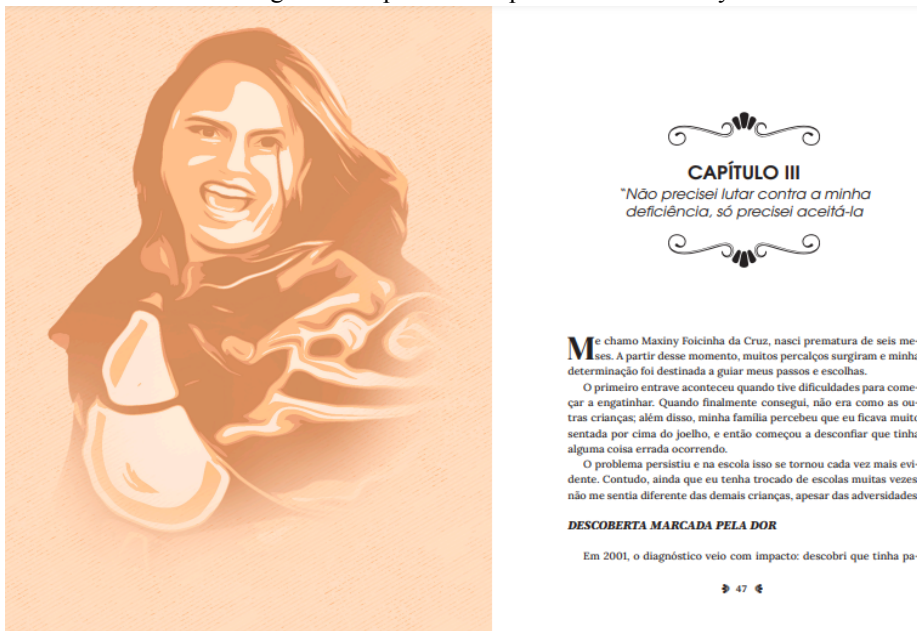 CAPÍTULO III
"Não precisei lutar contra a minha
deficiência, só precisei aceitá-la
Me chamo Maxiny Foicinha da Cruz, nasci prematura de seis me-
ses. A partir desse momento, muitos percalços surgiram e minha
determinação foi destinada a guiar meus passos e escolhas.
O primeiro entrave aconteceu quando tive dificuldades para come-
çar a engatinhar. Quando finalmente consegui, não era como as ou-
tras crianças; além disso, minha família percebeu que eu ficava muito
sentada por cima do joelho, e então começou a desconfiar que tinha
alguma coisa errada ocorrendo.
O problema persistiu e na escola isso se tornou cada vez mais evi-
dente. Contudo, ainda que eu tenha trocado de escolas muitas vezes
não me sentia diferente das demais crianças, apesar das adversidades
DESCOBERTA MARCADA PELA DOR
Em 2001, o diagnóstico veio com impacto: descobri que tinha pa-
47